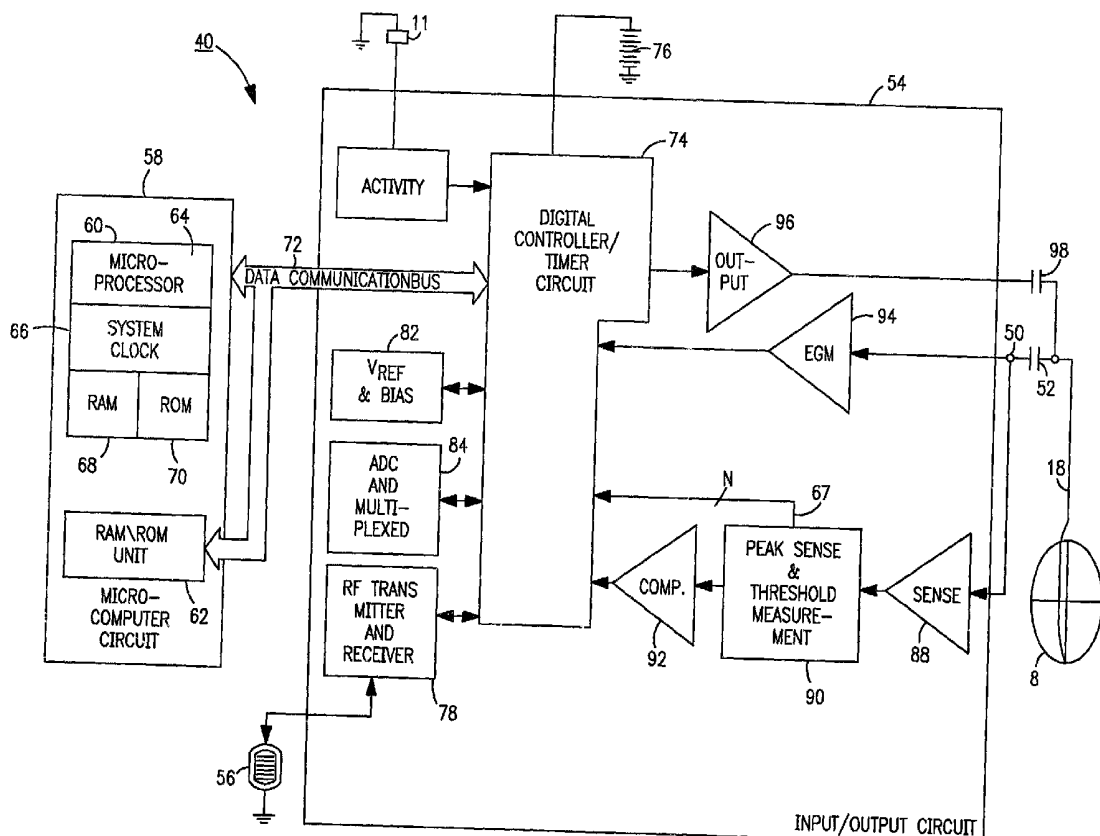 40
11
76
54
58
74
ACTIVITY
60
64
MICRO-
PROCESSOR
66
SYSTEM
CLOCK
RAM
ROM
68
70
RAM\ROM
UNIT
62
MICRO-
COMPUTER
CIRCUIT
72
DATA COMMUNICATIONBUS
DIGITAL
CONTROLLER/
TIMER
CIRCUIT
82
VREF
& BIAS
84
ADC
AND
MULTI-
PLEXED
RF TRANS
MITTER
AND
RECEIVER
78
56
96
OUT-
PUT
98
94
EGM
50
52
18
N
67
PEAK SENSE
&
THRESHOLD
MEASURE-
MENT
90
COMP.
92
SENSE
88
8
INPUT/OUTPUT CIRCUIT